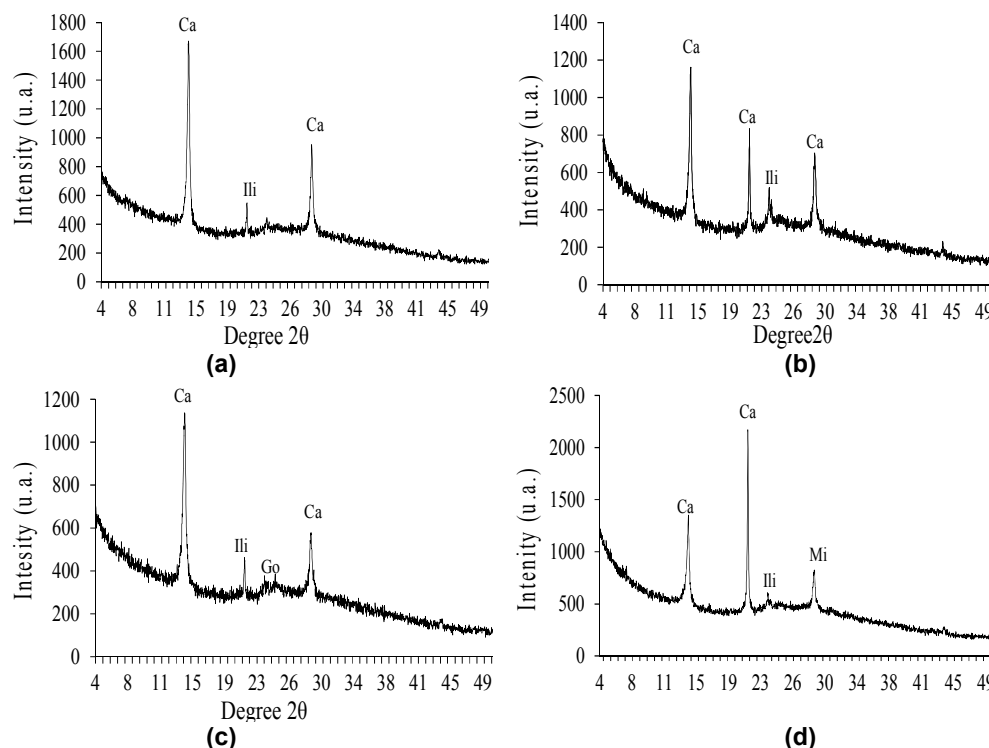 1800
1600
1400
1200
1000
800
600
400
200
0
Intensity (u.a.)
Ca
Ili
Ca
4 8 11 15 19 23 26 30 34 38 41 45 49
Degree 2θ
(a)
1400
1200
1000
800
600
400
200
0
Intensity (u.a.)
Ca
Ca
Ili
Ca
4 8 11 15 19 23 26 30 34 38 41 45 49
Degree2θ
(b)
1200
1000
800
600
400
200
0
Intesity (u.a.)
Ca
Ili
Go
Ca
4 8 11 15 19 23 26 30 34 38 41 45 49
Degree 2θ
(c)
2500
2000
1500
1000
500
0
Intenity (u.a.)
Ca
Ca
Ili
Mi
4 8 11 15 19 23 26 30 34 38 41 45 49
(d)